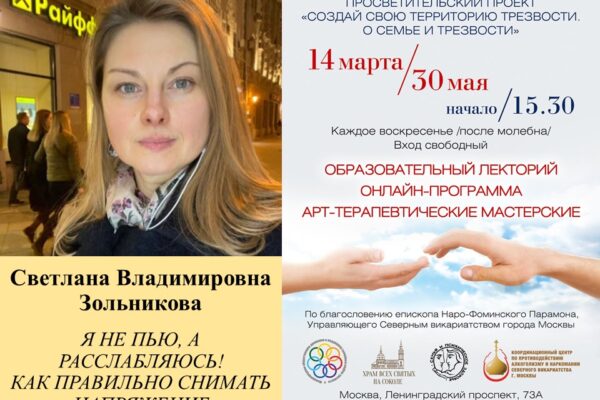 Райфф
Светлана Владимировна
Зольникова
Я НЕ ПЬЮ, А
РАССЛАБЛЯЮСЬ!
КАК ПРАВИЛЬНО СНИМАТЬ
НАПРЯЖЕНИЕ
ПРОСВЕТИТЕЛЬСКИЙ ПРОЕКТ
«СОЗДАЙ СВОЮ ТЕРРИТОРИЮ ТРЕЗВОСТИ.
О СЕМЬЕ И ТРЕЗВОСТИ»
14 марта/30 мая
начало/15.30
Каждое воскресенье /после молебна/
Вход свободный
ОБРАЗОВАТЕЛЬНЫЙ ЛЕКТОРИЙ
ОНЛАЙН-ПРОГРАММА
АРТ-ТЕРАПЕВТИЧЕСКИЕ МАСТЕРСКИЕ
По благословению епископа Наро-Фоминского Парамона,
Управляющего Северным викариатством города Москвы
ХРАМ ВСЕХ СВЯТЫХ
НА СОКОЛЕ
КООРДИНАЦИОННЫЙ ЦЕНТР
ПО ПРОТИВОДЕЙСТВИЮ
АЛКОГОЛИЗМУ И НАРКОМАНИИ
СЕВЕРНОГО ВИКАРИАТСТВА
Г. МОСКВЫ
Москва, Ленинградский проспект, 73А